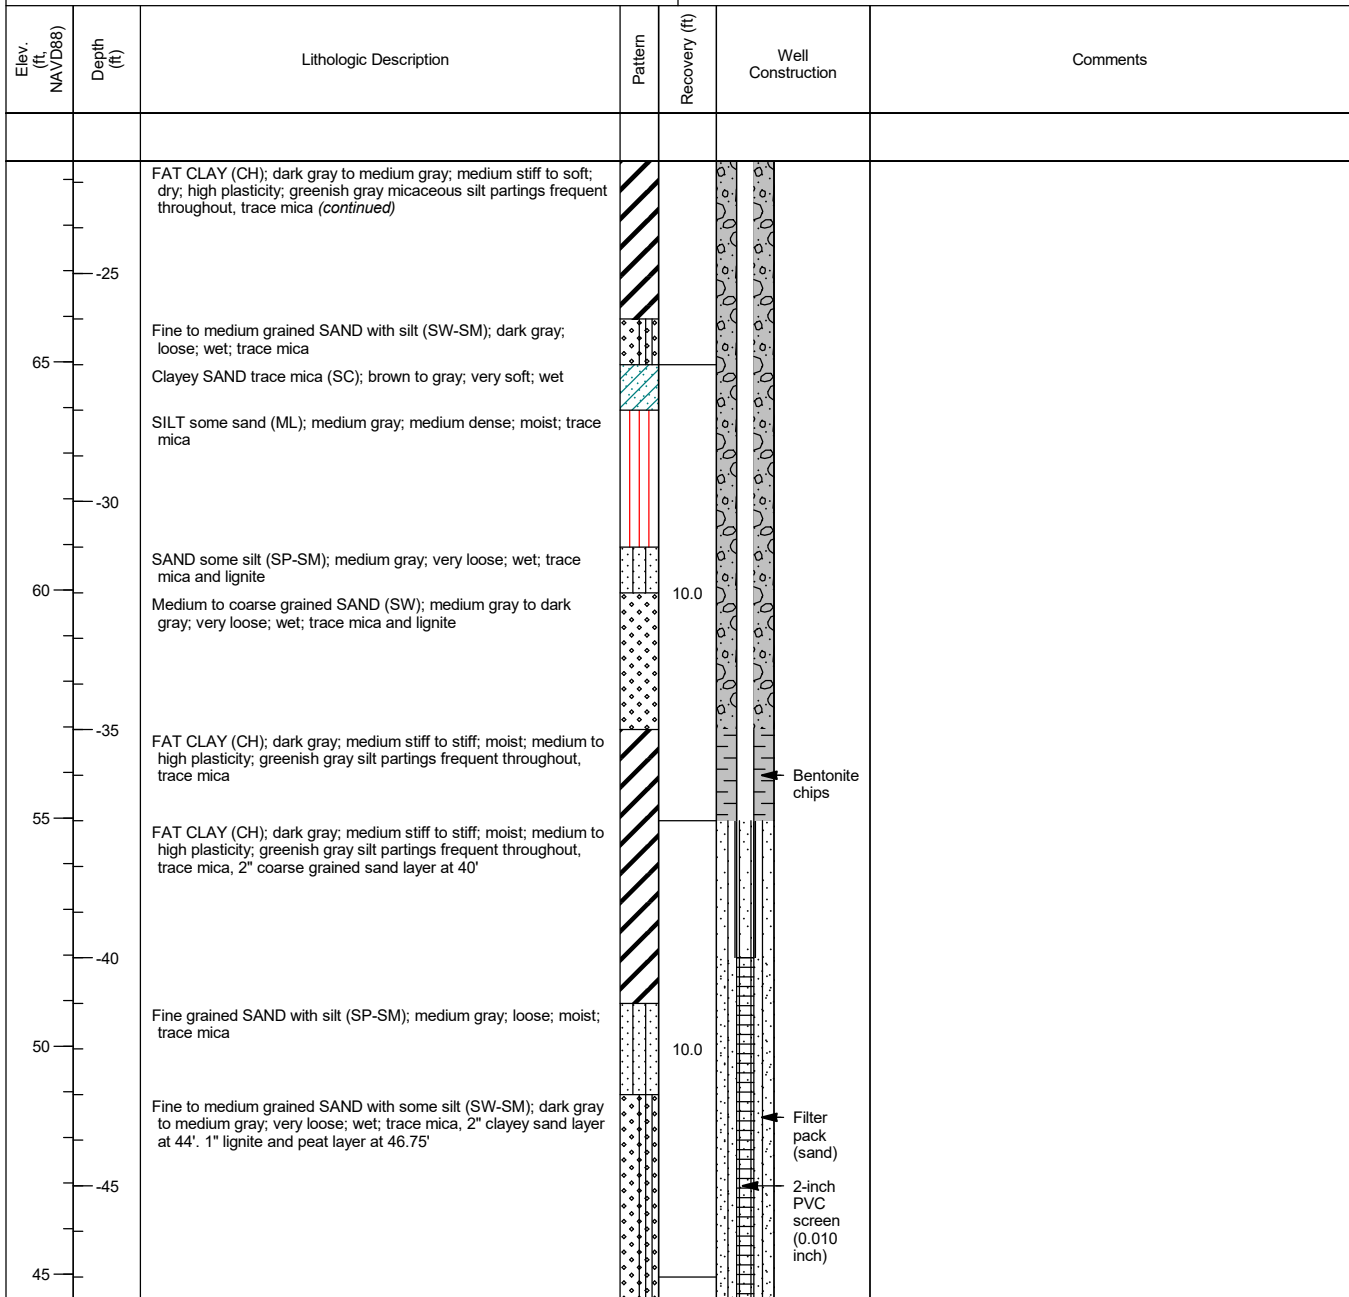 Elev.
(ft,
NAVD88)
Depth
(ft)
Lithologic Description
Pattern
Recovery (ft)
Well
Construction
Comments
FAT CLAY (CH); dark gray to medium gray; medium stiff to soft;
dry; high plasticity; greenish gray micaceous silt partings frequent
throughout, trace mica (continued)
-25
Fine to medium grained SAND with silt (SW-SM); dark gray;
loose; wet; trace mica
65
Clayey SAND trace mica (SC); brown to gray; very soft; wet
SILT some sand (ML); medium gray; medium dense; moist; trace
mica
-30
SAND some silt (SP-SM); medium gray; very loose; wet; trace
mica and lignite
60
10.0
Medium to coarse grained SAND (SW); medium gray to dark
gray; very loose; wet; trace mica and lignite
-35
FAT CLAY (CH); dark gray; medium stiff to stiff; moist; medium to
high plasticity; greenish gray silt partings frequent throughout,
trace mica
Bentonite
chips
55
FAT CLAY (CH); dark gray; medium stiff to stiff; moist; medium to
high plasticity; greenish gray silt partings frequent throughout,
trace mica, 2" coarse grained sand layer at 40'
-40
Fine grained SAND with silt (SP-SM); medium gray; loose; moist;
trace mica
50
10.0
Fine to medium grained SAND with some silt (SW-SM); dark gray
to medium gray; very loose; wet; trace mica, 2" clayey sand layer
at 44'. 1" lignite and peat layer at 46.75'
Filter
pack
(sand)
-45
2-inch
PVC
screen
(0.010
inch)
45